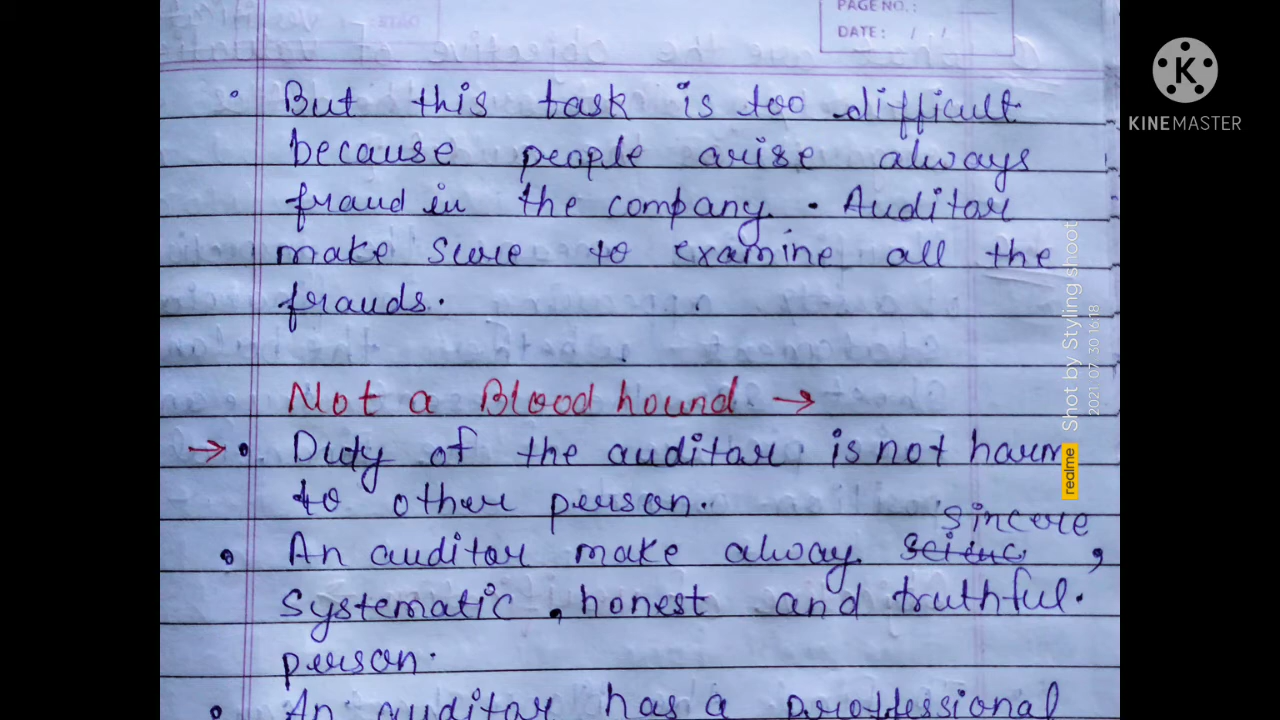 PAGE NO.:
DATE: / /
KINEMASTER
But this task is too difficult
because people arise always
fraud in the company. Auditor
make sure to examine all the
frauds.
Not a Blood hound →
→ • Duty of the auditor is not harm
to other person.
sincere
• An auditor make alway ,
systematic, honest and truthful.
person.
• An auditor has a proffessional
realme Shot by Styling shoot
2021.07.30 16:18